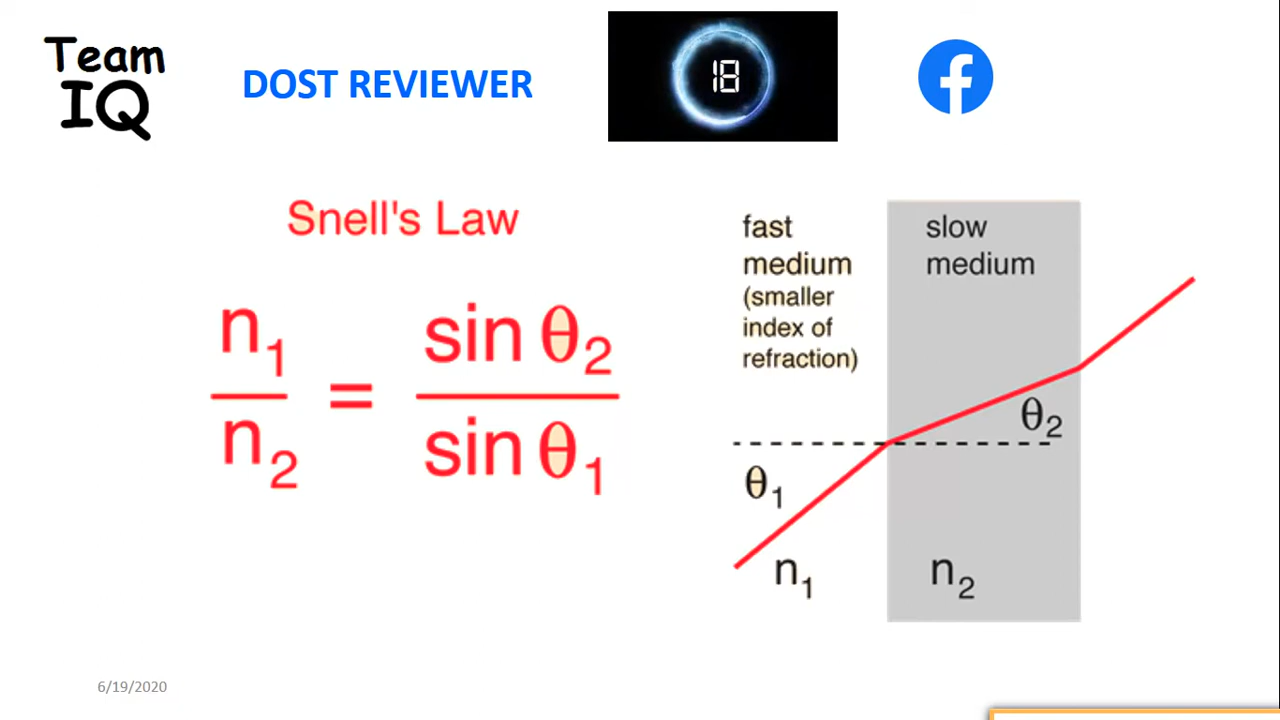 Team
IQ
DOST REVIEWER
18
f
Snell's Law
n₁
n₂
=
sin θ₂
sin θ₁
fast
medium
(smaller
index of
refraction)
slow
medium
θ₁
θ₂
n₁
n₂
6/19/2020